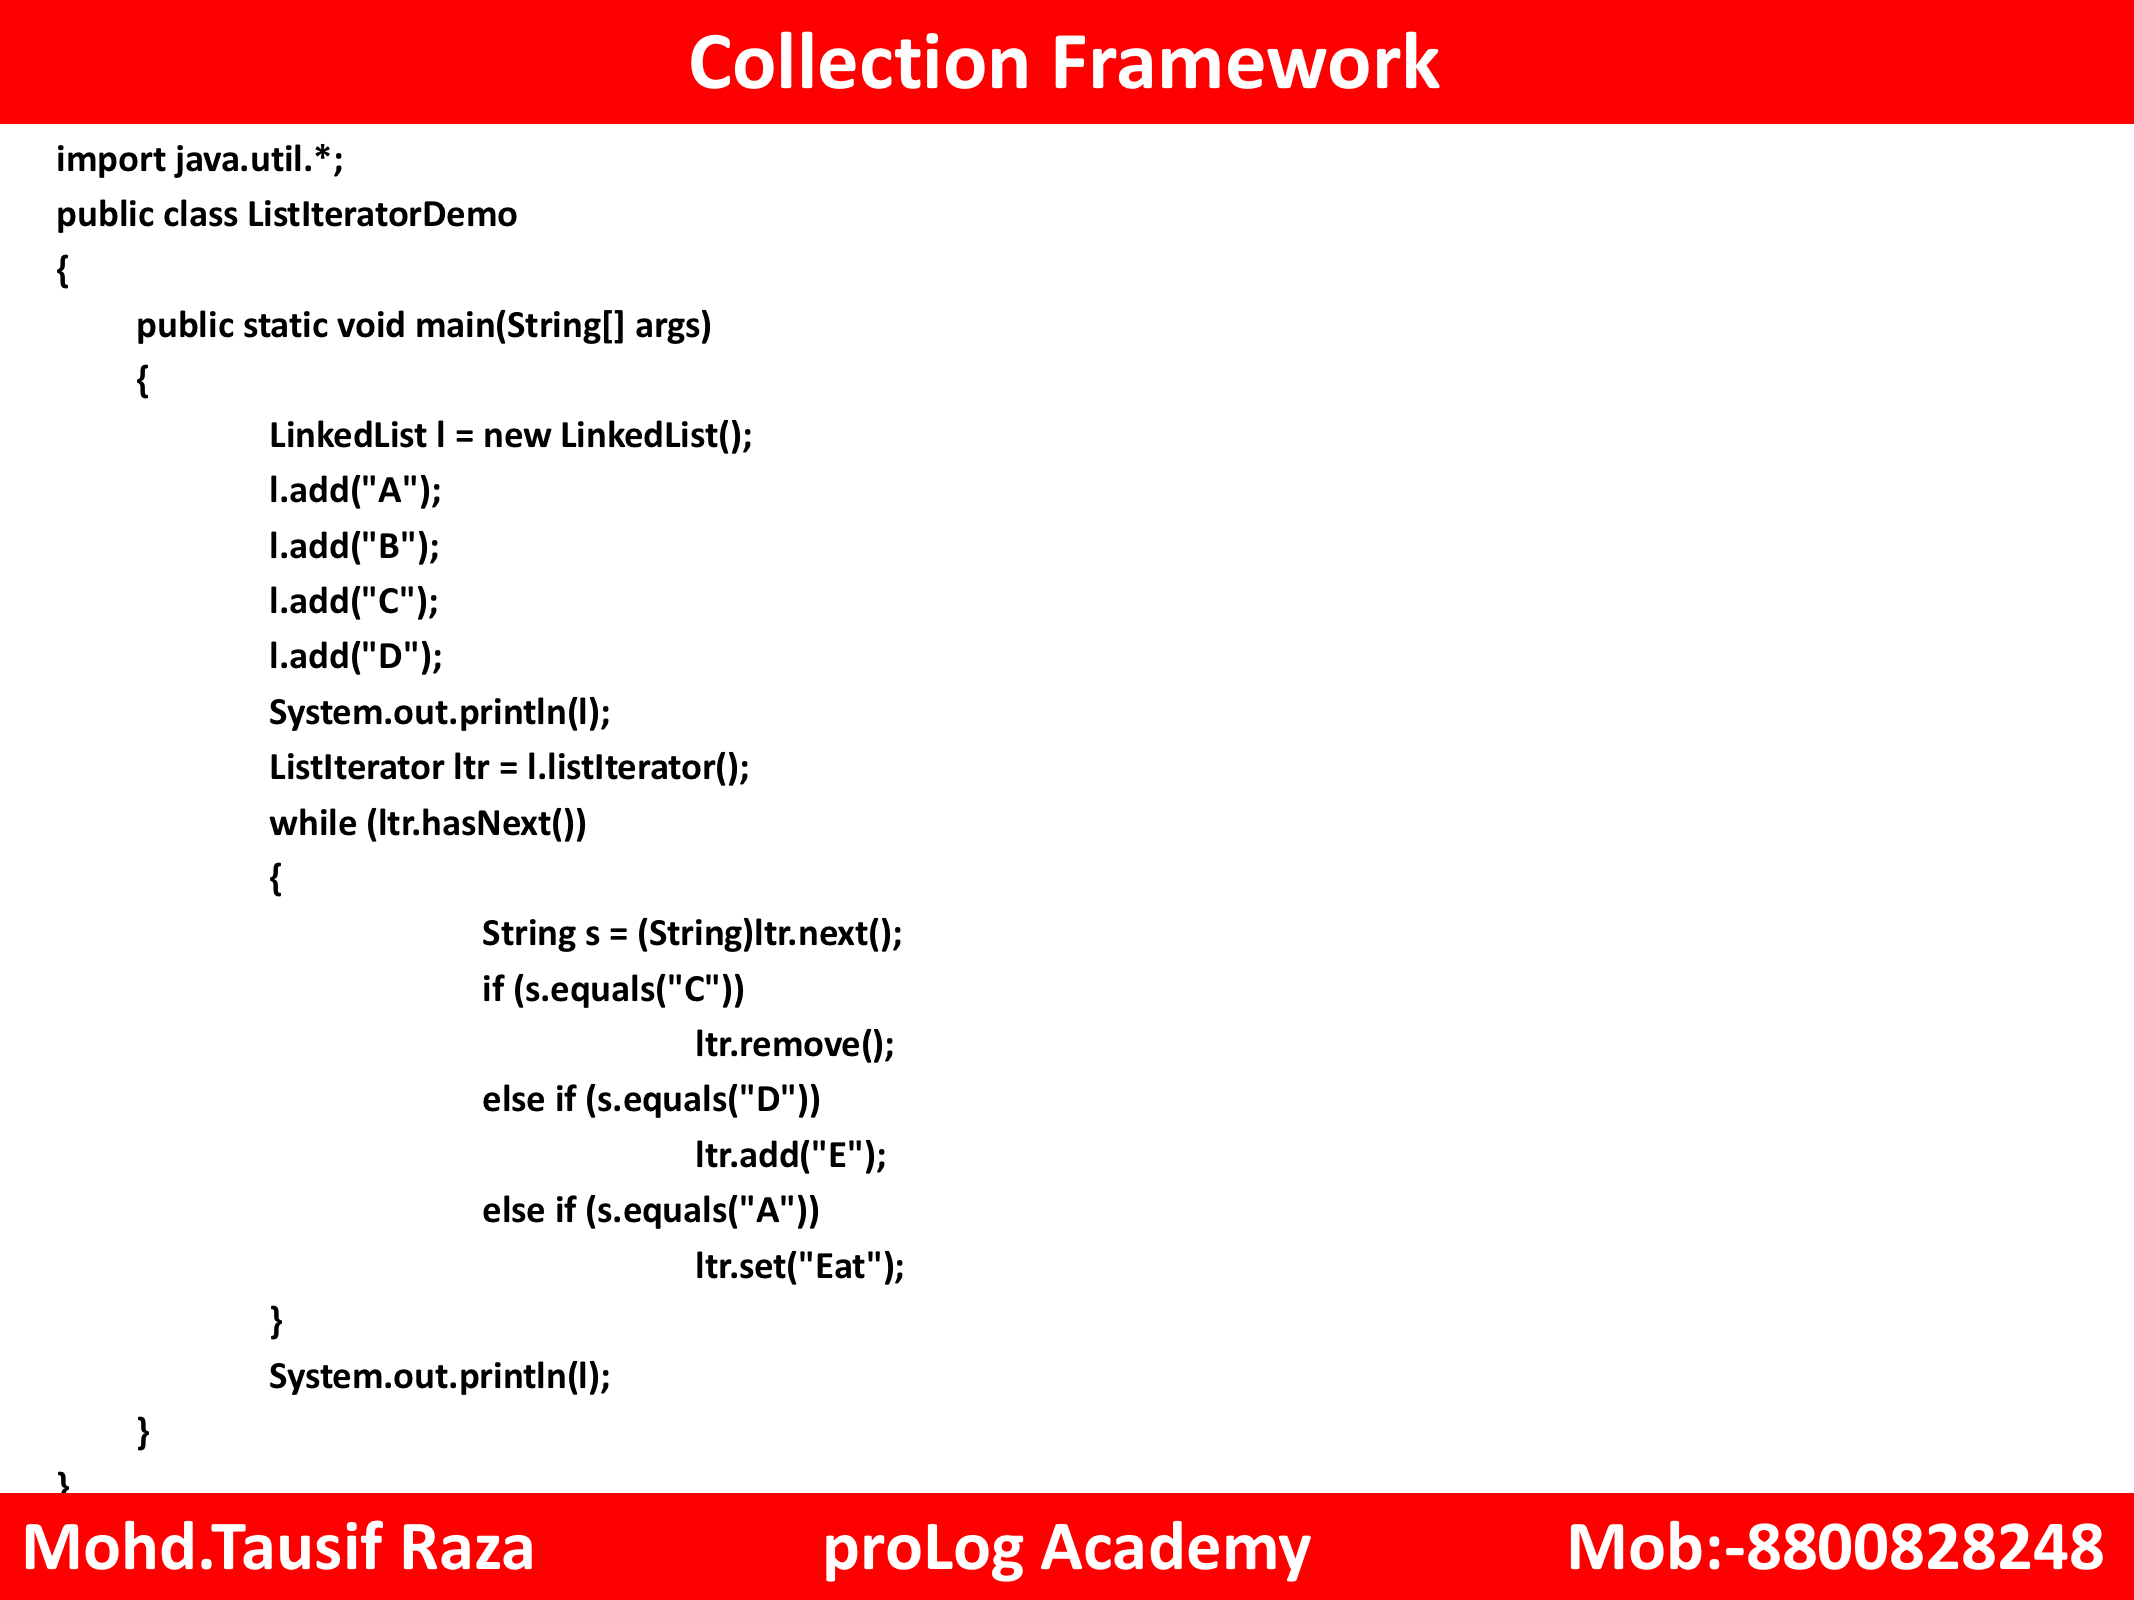 Collection Framework
import java.util.*;
public class ListIteratorDemo
{
public static void main(String[] args)
{
LinkedList l = new LinkedList();
l.add("A");
l.add("B");
l.add("C");
l.add("D");
System.out.println(l);
ListIterator ltr = l.listIterator();
while (ltr.hasNext())
{
String s = (String)ltr.next();
if (s.equals("C"))
ltr.remove();
else if (s.equals("D"))
ltr.add("E");
else if (s.equals("A"))
ltr.set("Eat");
}
System.out.println(l);
}
}
Mohd.Tausif Raza proLog Academy Mob:-8800828248